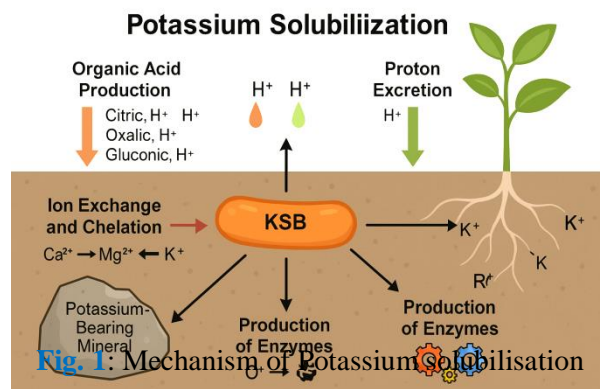 Potassium Solubiliization
Organic Acid
Production
Citric, H⁺ H⁺
Oxalic, H⁺
Gluconic, H⁺
H⁺ H⁺
Proton
Excretion
H⁺
Ion Exchange
and Chelation
Ca²⁺ → Mg²⁺ ← K⁺
KSB
K⁺
K⁺
K
Potassium-
Bearing
Mineral
Production
of Enzymes
Production
of Enzymes
Fig. 1: Mechanism of Potassium solubilisation